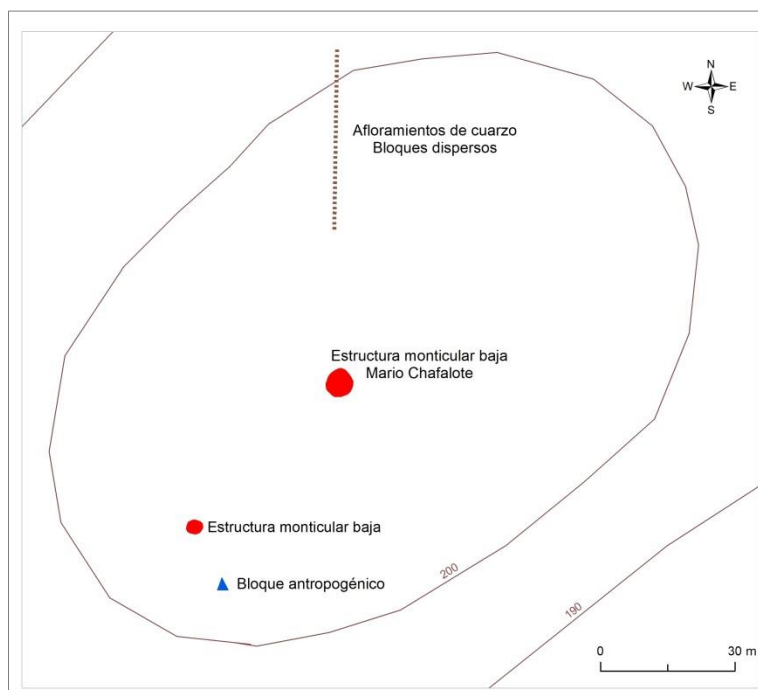 N
W E
S
Afloramientos de cuarzo
Bloques dispersos
Estructura monticular baja
Mario Chafalote
Estructura monticular baja
Bloque antropogénico
200
190
0 30 m